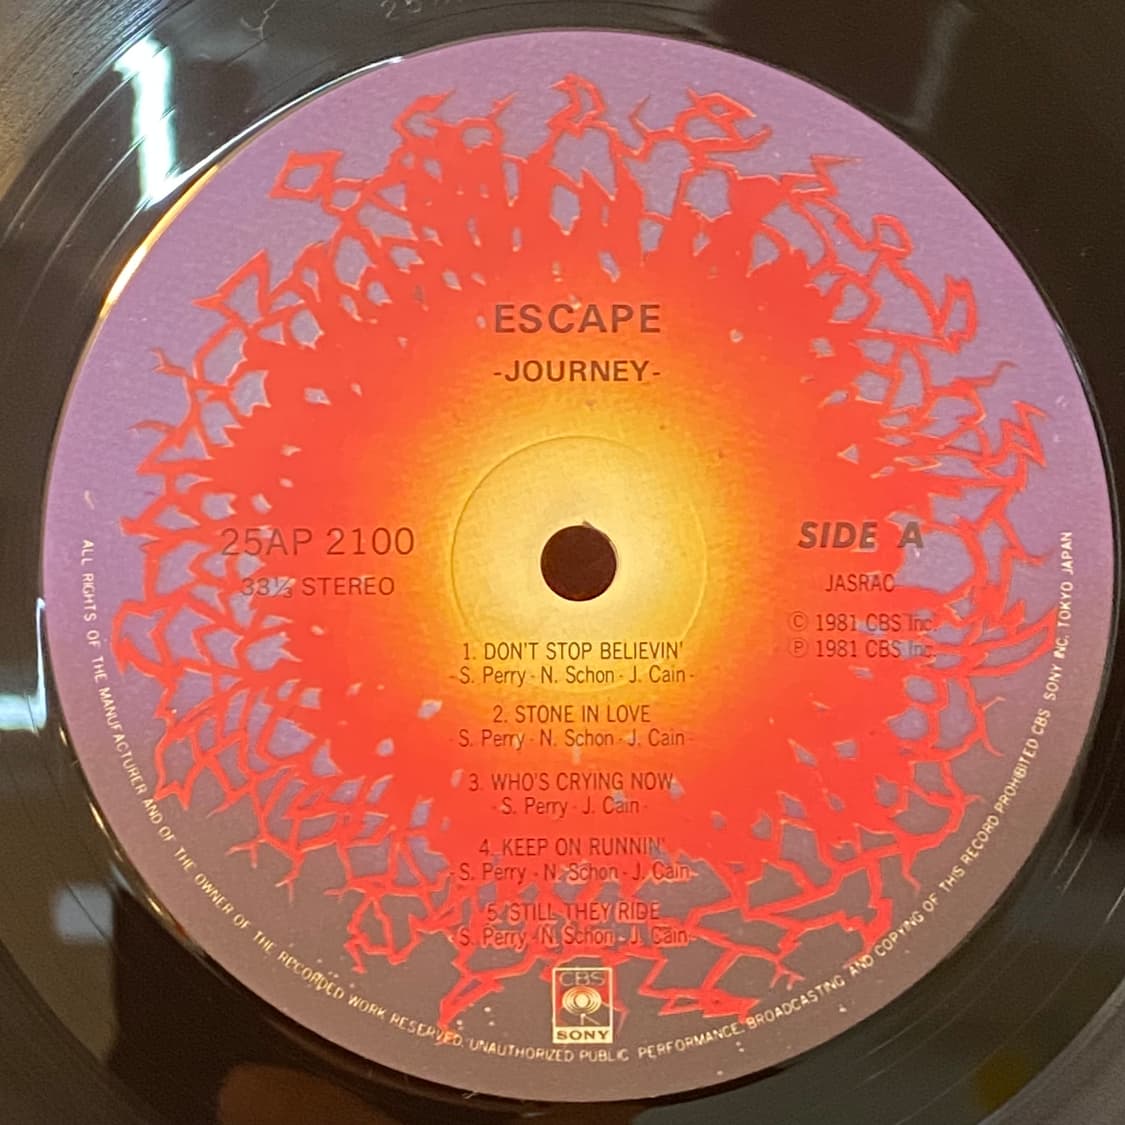 ESCAPE
-JOURNEY-
25AP 2100
33⅓ STEREO
SIDE A
JASRAC
Ⓒ 1981 CBS Inc.
Ⓟ 1981 CBS Inc.
1. DON'T STOP BELIEVIN'
- S. Perry - N. Schon - J. Cain -
2. STONE IN LOVE
- S. Perry - N. Schon - J. Cain -
3. WHO'S CRYING NOW
- S. Perry - J. Cain -
4. KEEP ON RUNNIN'
- S. Perry - N. Schon - J. Cain -
5. STILL THEY RIDE
- S. Perry - N. Schon - J. Cain -
CBS
SONY
ALL RIGHTS OF THE MANUFACTURER AND OF THE OWNER OF THE RECORDED WORK RESERVED. UNAUTHORIZED PUBLIC PERFORMANCE. BROADCASTING AND COPYING OF THIS RECORD PROHIBITED CBS SONY INC. TOKYO JAPAN